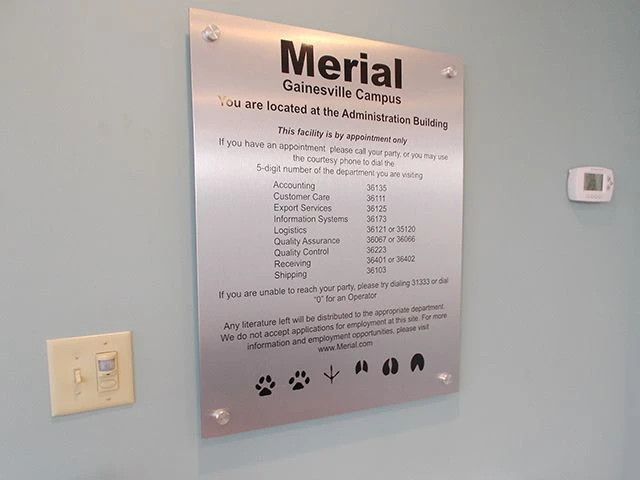 Merial
Gainesville Campus
You are located at the Administration Building
This facility is by appointment only
If you have an appointment please call your party, or you may use
the courtesy phone to dial the
5-digit number of the department you are visiting
Accounting 36135
Customer Care 36111
Export Services 36125
Information Systems 36173
Logistics 36121 or 35120
Quality Assurance 36067 or 36066
Quality Control 36223
Receiving 36401 or 36402
Shipping 36103
If you are unable to reach your party, please try dialing 31333 or dial
"0" for an Operator
Any literature left will be distributed to the appropriate department.
We do not accept applications for employment at this site. For more
information and employment opportunities, please visit
www.Merial.com